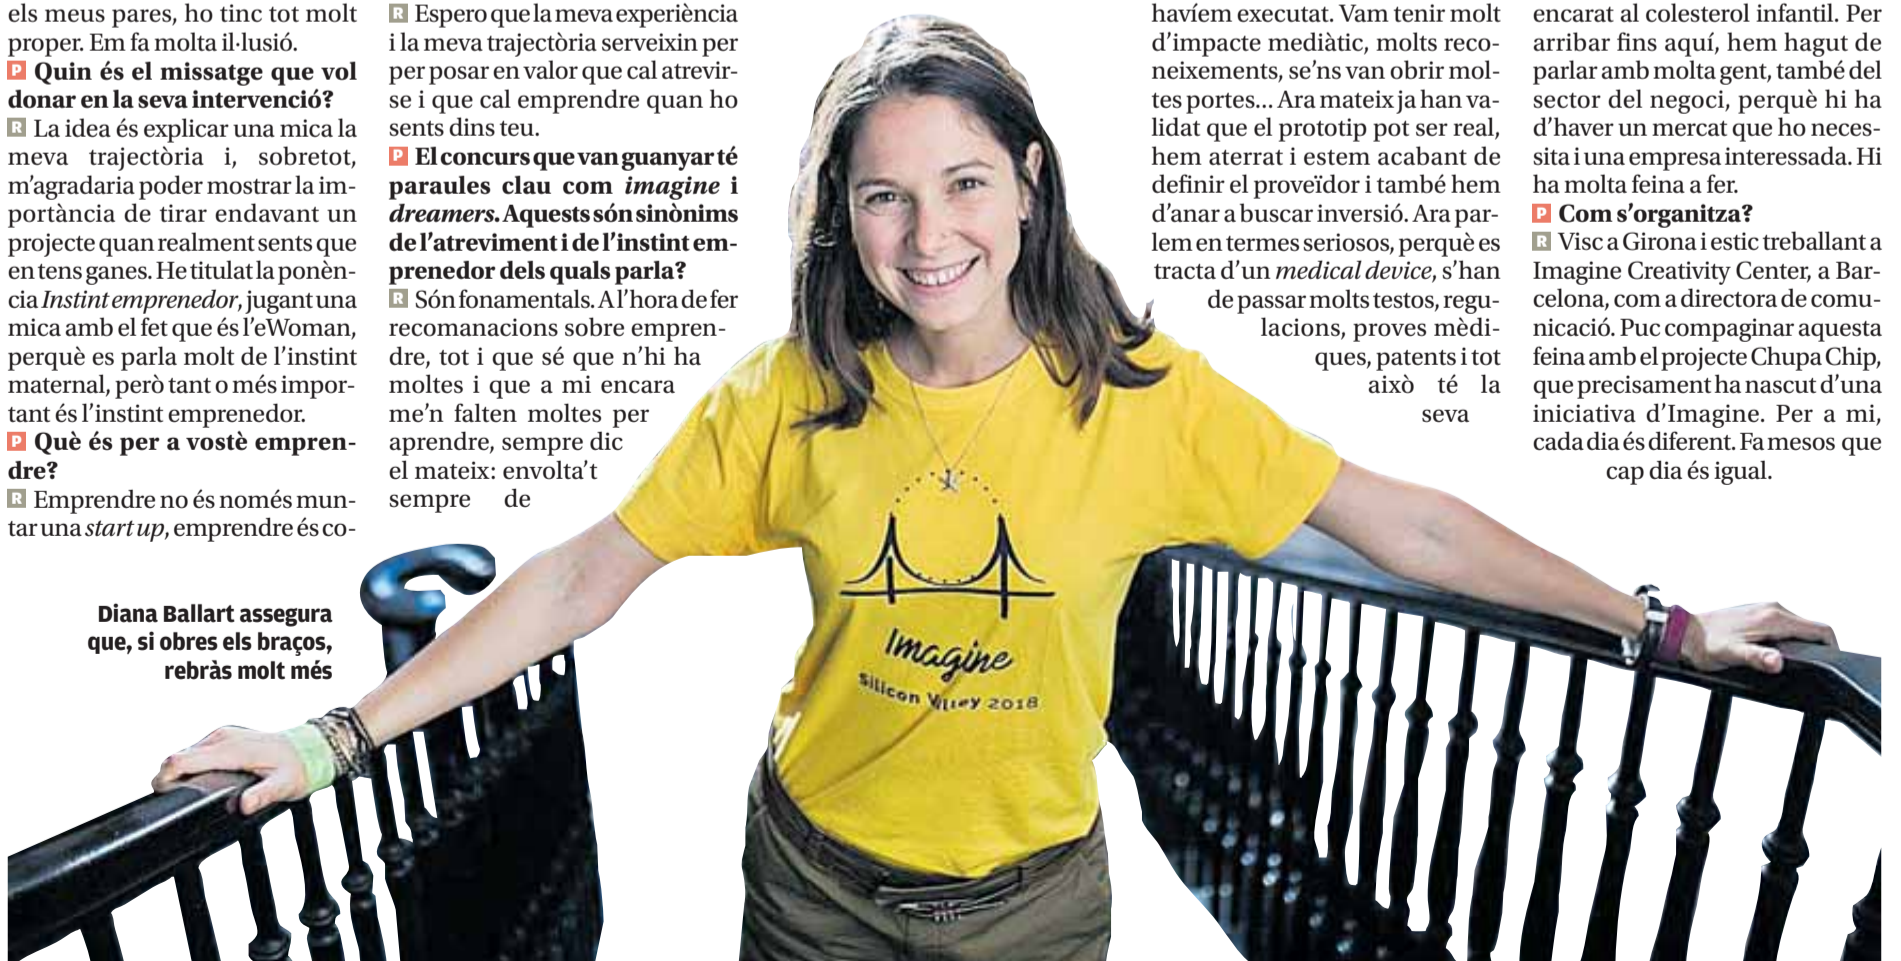 els meus pares, ho tinc tot molt
proper. Em fa molta il·lusió.
P Quin és el missatge que vol
donar en la seva intervenció?
R La idea és explicar una mica la
meva trajectòria i, sobretot,
m'agradaria poder mostrar la im-
portància de tirar endavant un
projecte quan realment sents que
en tens ganes. He titulat la ponèn-
cia Instint emprenedor, jugant una
mica amb el fet que és l'eWoman,
perquè es parla molt de l'instint
maternal, però tant o més impor-
tant és l'instint emprenedor.
P Què és per a vostè empren-
dre?
R Emprendre no és només mun-
tar una start up, emprendre és co-
R Espero que la meva experiència
i la meva trajectòria serveixin per
per posar en valor que cal atrevir-
se i que cal emprendre quan ho
sents dins teu.
P El concurs que van guanyar té
paraules clau com imagine i
dreamers. Aquests són sinònims
de l'atreviment i de l'instint em-
prenedor dels quals parla?
R Són fonamentals. A l'hora de fer
recomanacions sobre empren-
dre, tot i que sé que n'hi ha
moltes i que a mi encara
me'n falten moltes per
aprendre, sempre dic
el mateix: envolta't
sempre de
havíem executat. Vam tenir molt
d'impacte mediàtic, molts reco-
neixements, se'ns van obrir mol-
tes portes... Ara mateix ja han va-
lidat que el prototip pot ser real,
hem aterrat i estem acabant de
definir el proveïdor i també hem
d'anar a buscar inversió. Ara par-
lem en termes seriosos, perquè es
tracta d'un medical device, s'han
de passar molts testos, regu-
lacions, proves mèdi-
ques, patents i tot
això té la
seva
encarat al colesterol infantil. Per
arribar fins aquí, hem hagut de
parlar amb molta gent, també del
sector del negoci, perquè hi ha
d'haver un mercat que ho neces-
sita i una empresa interessada. Hi
ha molta feina a fer.
P Com s'organitza?
R Visc a Girona i estic treballant a
Imagine Creativity Center, a Bar-
celona, com a directora de comu-
nicació. Puc compaginar aquesta
feina amb el projecte Chupa Chip,
que precisament ha nascut d'una
iniciativa d'Imagine. Per a mi,
cada dia és diferent. Fa mesos que
cap dia és igual.
Diana Ballart assegura
que, si obres els braços,
rebràs molt més
Imagine
Silicon Valley 2018